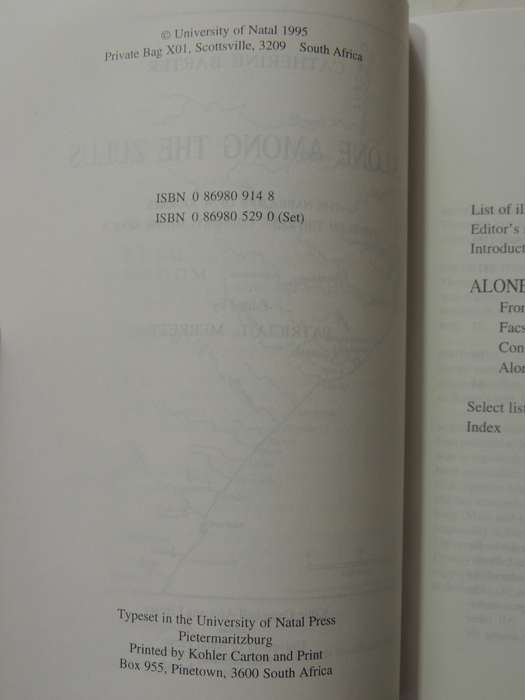 © University of Natal 1995
Private Bag X01, Scottsville, 3209 South Africa
ISBN 0 86980 914 8
ISBN 0 86980 529 0 (Set)
Typeset in the University of Natal Press
Pietermaritzburg
Printed by Kohler Carton and Print
Box 955, Pinetown, 3600 South Africa
List of il
Editor's
Introduct
ALONE
Fron
Facs
Con
Alon
Select list
Index